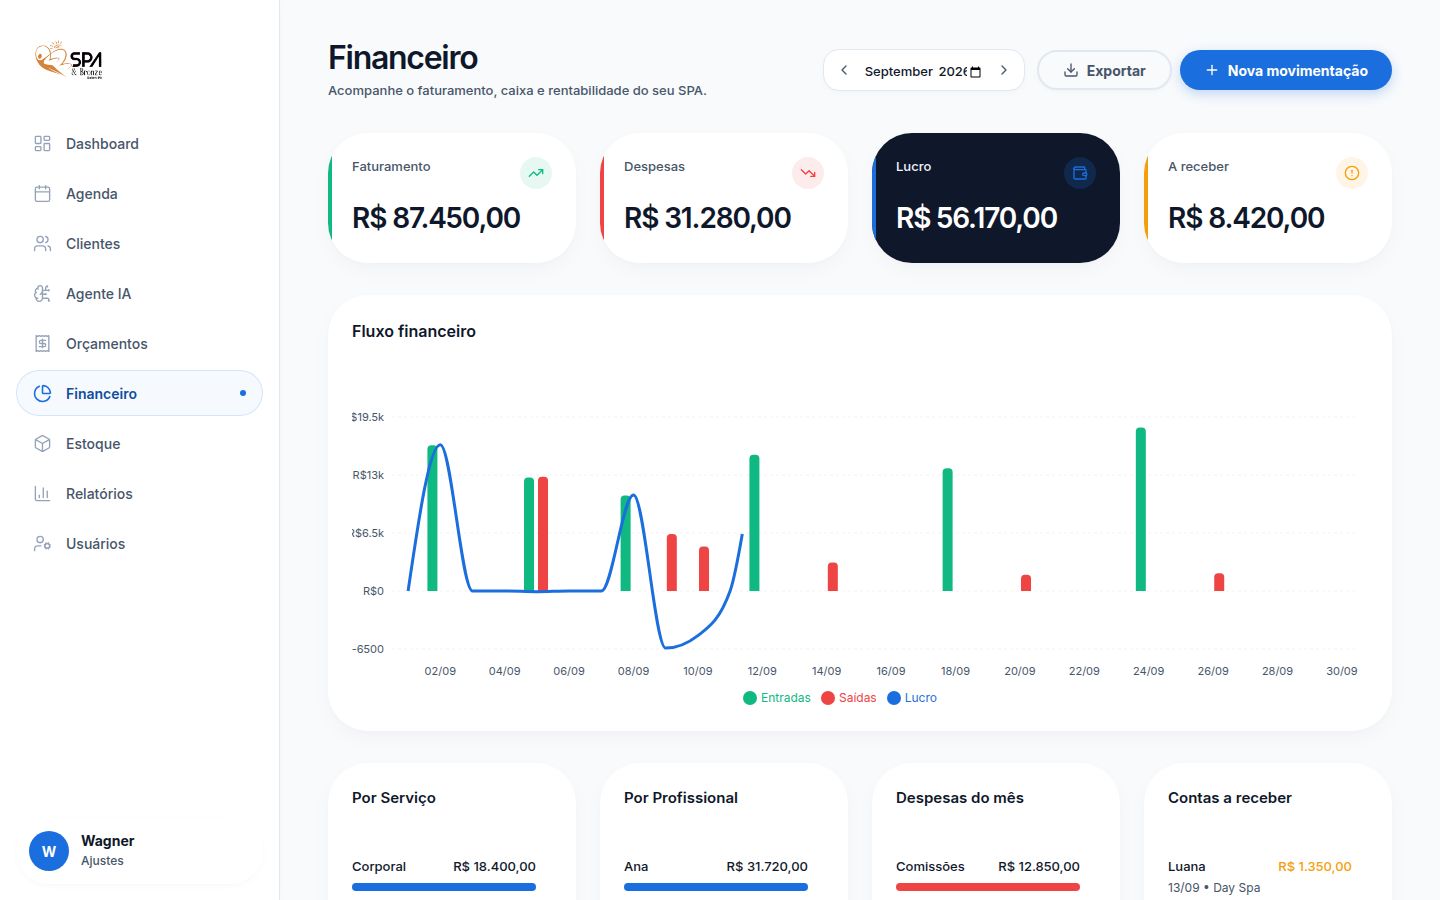 SPA
& Bronze
Dashboard
Agenda
Clientes
Agente IA
Orçamentos
Financeiro
Estoque
Relatórios
Usuários
W
Wagner
Ajustes
Financeiro
Acompanhe o faturamento, caixa e rentabilidade do seu SPA.
September 2026
Exportar
Nova movimentação
Faturamento
R$ 87.450,00
Despesas
R$ 31.280,00
Lucro
R$ 56.170,00
A receber
R$ 8.420,00
Fluxo financeiro
$19.5k
R$13k
R$6.5k
R$0
-6500
02/09 04/09 06/09 08/09 10/09 12/09 14/09 16/09 18/09 20/09 22/09 24/09 26/09 28/09 30/09
Entradas Saídas Lucro
Por Serviço
Corporal R$ 18.400,00
Por Profissional
Ana R$ 31.720,00
Despesas do mês
Comissões R$ 12.850,00
Contas a receber
Luana R$ 1.350,00
13/09 • Day Spa